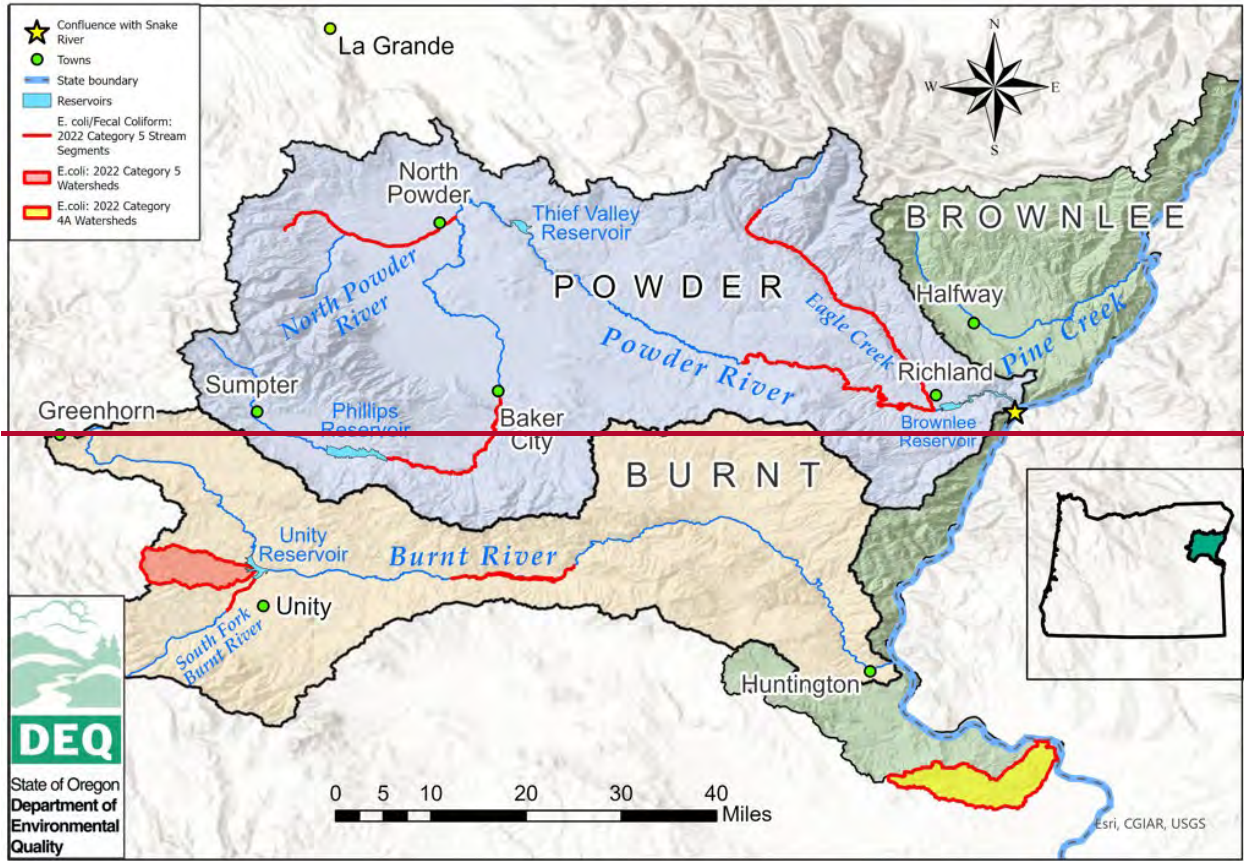 Confluence with Snake
River
Towns
State boundary
Reservoirs
E. coli/Fecal Coliform:
2022 Category 5 Stream
Segments
E.coli: 2022 Category 5
Watersheds
E.coli: 2022 Category
4A Watersheds
La Grande
N
W
E
S
North
Powder
Thief Valley
Reservoir
BROWNLEE
POWDER
North Powder
River
Eagle Creek
Halfway
Pine Creek
Powder River
Richland
Sumpter
Greenhorn
Phillips
Reservoir
Baker
City
Brownlee
Reservoir
BURNT
Unity
Reservoir
Burnt River
Unity
South Fork
Burnt River
Huntington
DEQ
State of Oregon
Department of
Environmental
Quality
0 5 10 20 30 40
Miles
Esri, CGIAR, USGS